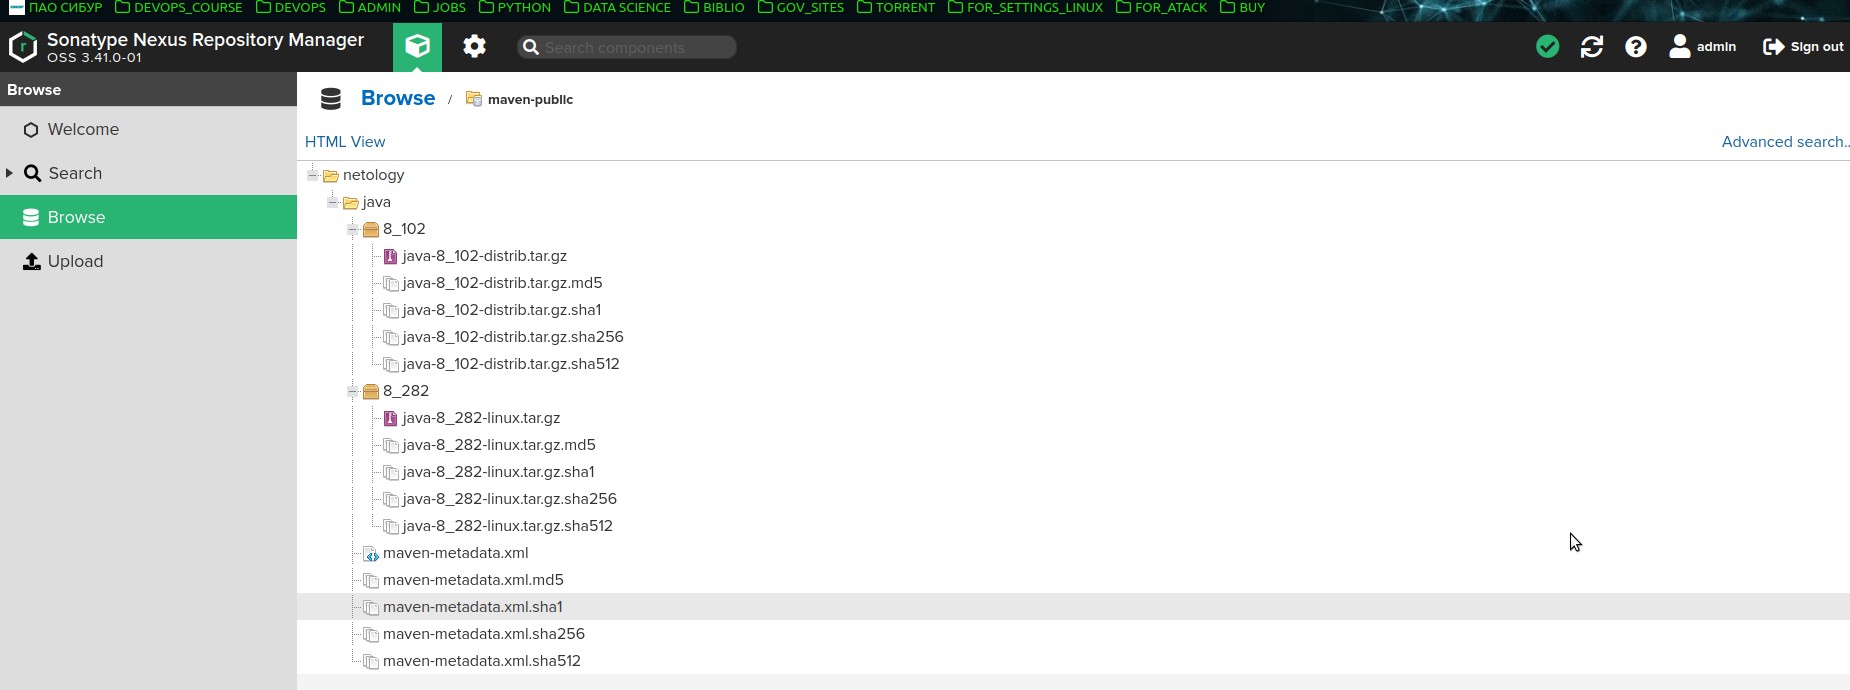 ПАО СИБУР DEVOPS_COURSE DEVOPS ADMIN JOBS PYTHON DATA SCIENCE BIBLIO GOV_SITES TORRENT FOR_SETTINGS_LINUX FOR_ATACK BUY
Sonatype Nexus Repository Manager
OSS 3.41.0-01
Search components
admin
Sign out
Browse
Welcome
Search
Browse
Upload
Browse / maven-public
HTML View
Advanced search..
netology
java
8_102
java-8_102-distrib.tar.gz
java-8_102-distrib.tar.gz.md5
java-8_102-distrib.tar.gz.sha1
java-8_102-distrib.tar.gz.sha256
java-8_102-distrib.tar.gz.sha512
8_282
java-8_282-linux.tar.gz
java-8_282-linux.tar.gz.md5
java-8_282-linux.tar.gz.sha1
java-8_282-linux.tar.gz.sha256
java-8_282-linux.tar.gz.sha512
maven-metadata.xml
maven-metadata.xml.md5
maven-metadata.xml.sha1
maven-metadata.xml.sha256
maven-metadata.xml.sha512